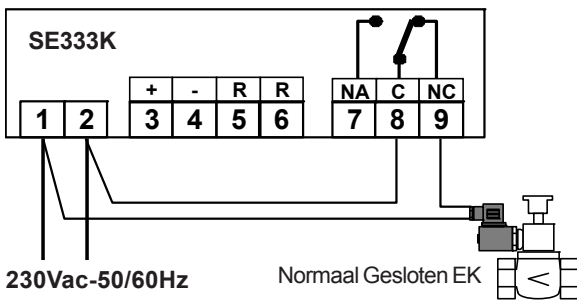 SE333K
+ - R R NA C NC
1 2 3 4 5 6 7 8 9
230Vac-50/60Hz Normaal Gesloten EK